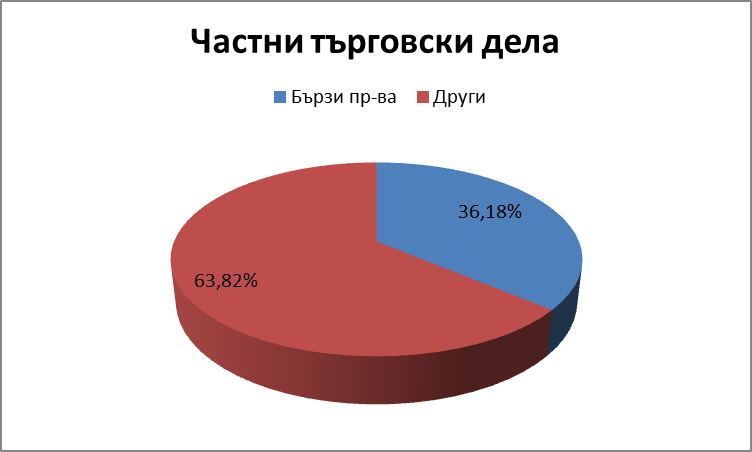 Частни търговски дела
Бързи пр-ва Други
36,18%
63,82%